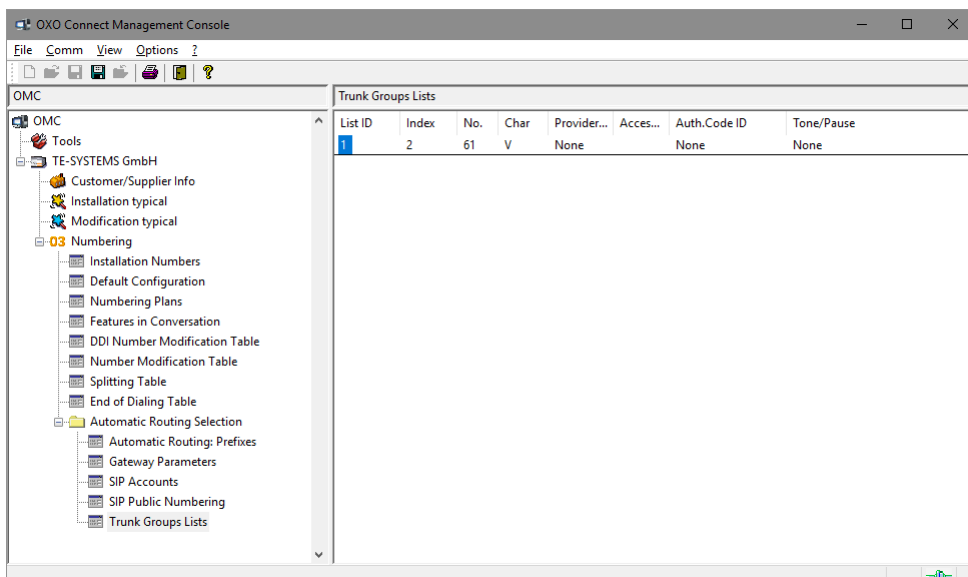 OXO Connect Management Console
File Comm View Options ?
OMC
Trunk Groups Lists
OMC
Tools
TE-SYSTEMS GmbH
Customer/Supplier Info
Installation typical
Modification typical
03 Numbering
Installation Numbers
Default Configuration
Numbering Plans
Features in Conversation
DDI Number Modification Table
Number Modification Table
Splitting Table
End of Dialing Table
Automatic Routing Selection
Automatic Routing: Prefixes
Gateway Parameters
SIP Accounts
SIP Public Numbering
Trunk Groups Lists
List ID Index No. Char Provider... Acces... Auth.Code ID Tone/Pause
1 2 61 V None None None